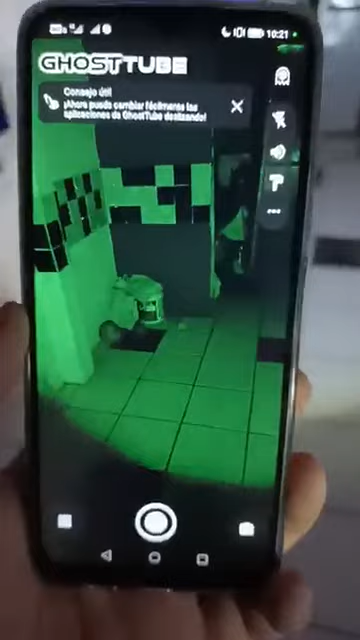 10:21
GHOSTTUBE
Consejo útil
¡Ahora puede cambiar fácilmente las
aplicaciones de GhostTube deslizando!